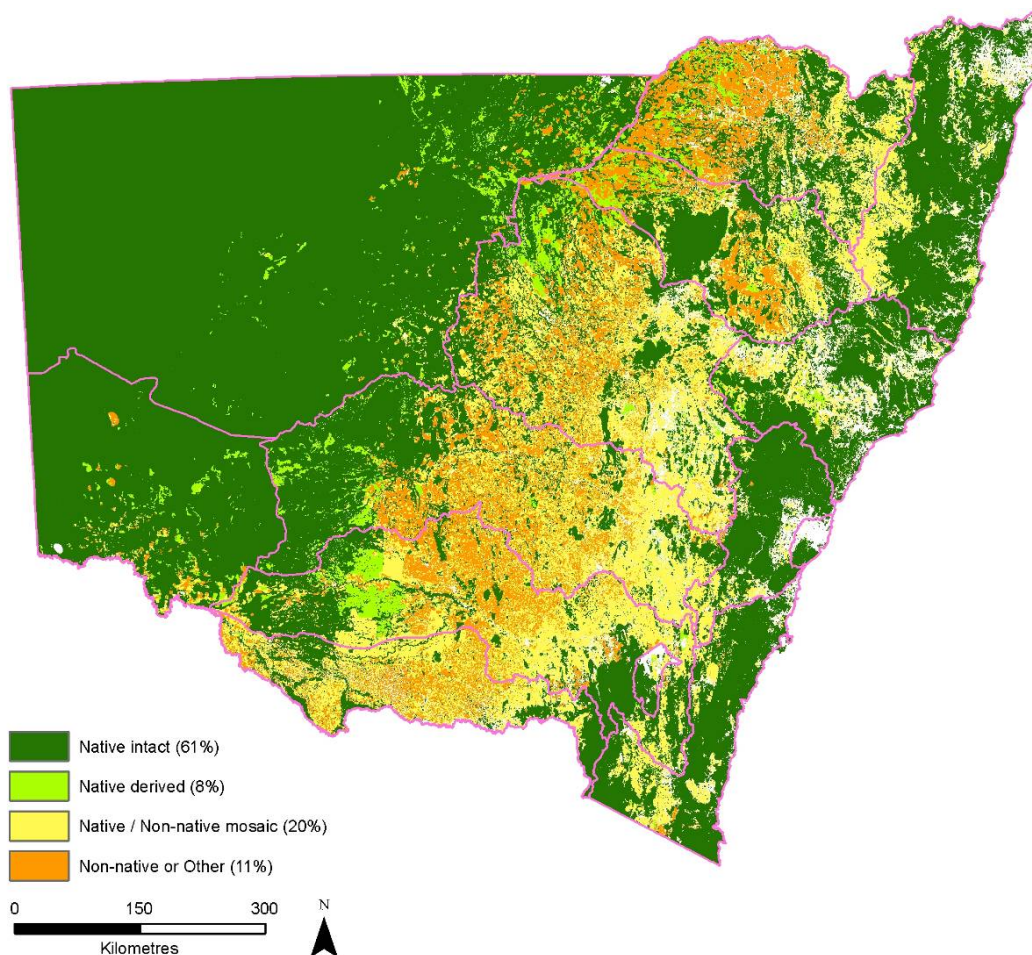 Native intact (61%)
Native derived (8%)
Native / Non-native mosaic (20%)
Non-native or Other (11%)
0 150 300
Kilometres
N